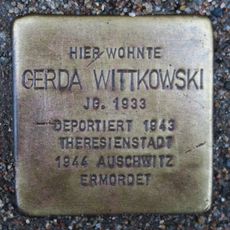 HIER WOHNTE
GERDA WITTKOWSKI
JG. 1933
DEPORTIERT 1943
THERESIENSTADT
1944 AUSCHWITZ
ERMORDET